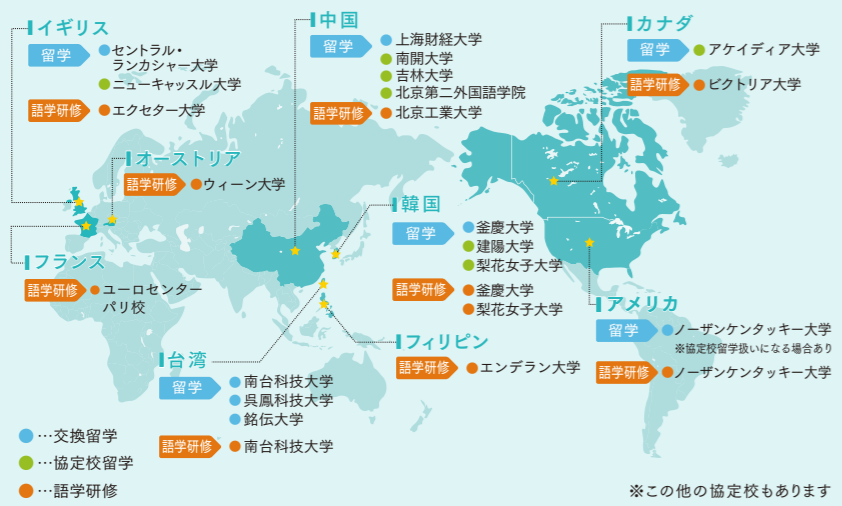 イギリス
留学
セントラル・
ランカシャー大学
ニューキャッスル大学
語学研修
エクセター大学
オーストリア
語学研修
ウィーン大学
フランス
語学研修
ユーロセンター
パリ校
中国
留学
上海財経大学
南開大学
吉林大学
北京第二外国語学院
語学研修
北京工業大学
韓国
留学
釜慶大学
建陽大学
梨花女子大学
語学研修
釜慶大学
梨花女子大学
台湾
留学
南台科技大学
呉鳳科技大学
銘伝大学
語学研修
南台科技大学
フィリピン
語学研修
エンデラン大学
カナダ
留学
アケイディア大学
語学研修
ビクトリア大学
アメリカ
留学
ノーザンケンタッキー大学
※協定校留学扱いになる場合あり
語学研修
ノーザンケンタッキー大学
…交換留学
…協定校留学
…語学研修
※この他の協定校もあります